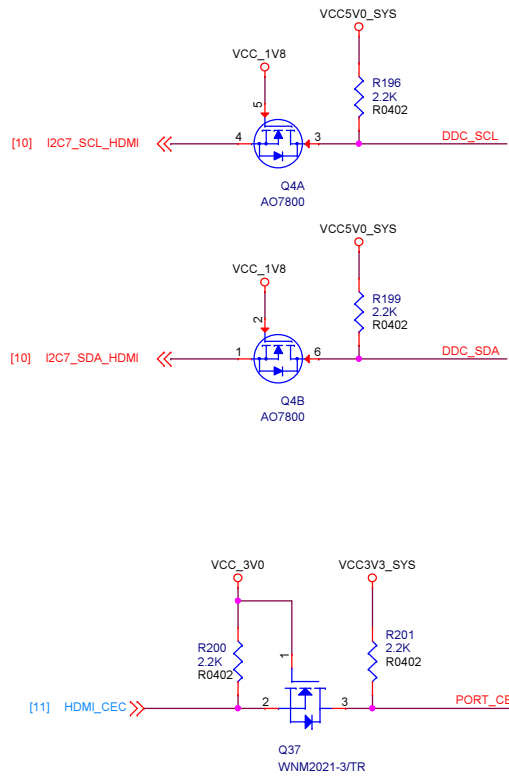 VCC5V0_SYS
VCC_1V8
R196
2.2K
R0402
5
[10] I2C7_SCL_HDMI
4
3
DDC_SCL
Q4A
AO7800
VCC5V0_SYS
VCC_1V8
R199
2.2K
R0402
2
[10] I2C7_SDA_HDMI
1
6
DDC_SDA
Q4B
AO7800
VCC_3V0
VCC3V3_SYS
R200
2.2K
R0402
1
R201
2.2K
R0402
[11] HDMI_CEC
2
3
PORT_CE
Q37
WNM2021-3/TR